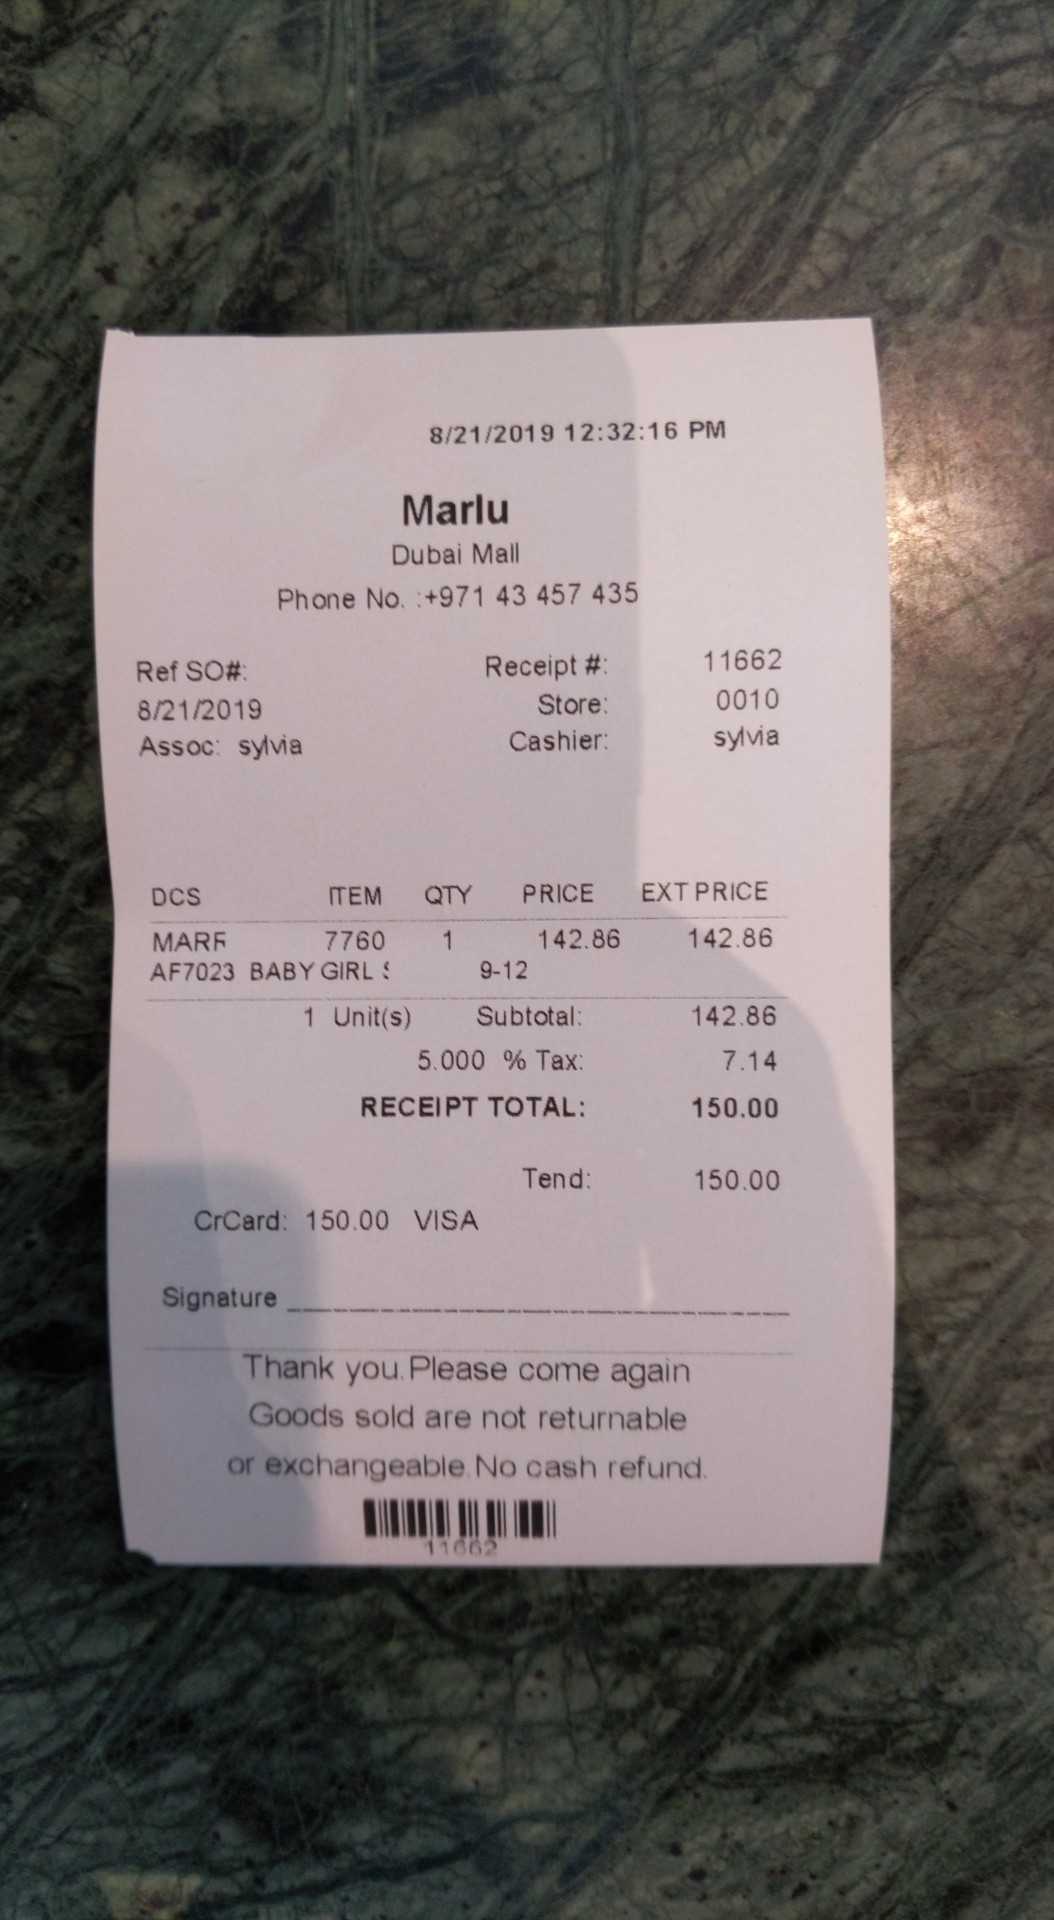 8/21/2019 12:32:16 PM
Marlu
Dubai Mall
Phone No. :+971 43 457 435
Ref SO#: Receipt #: 11662
8/21/2019 Store: 0010
Assoc: sylvia Cashier: sylvia
DCS ITEM QTY PRICE EXT PRICE
MARF 7760 1 142.86 142.86
AF7023 BABY GIRL 9-12
1 Unit(s) Subtotal: 142.86
5.000 % Tax: 7.14
RECEIPT TOTAL: 150.00
Tend: 150.00
CrCard: 150.00 VISA
Signature
Thank you.Please come again
Goods sold are not returnable
or exchangeable.No cash refund.
11662